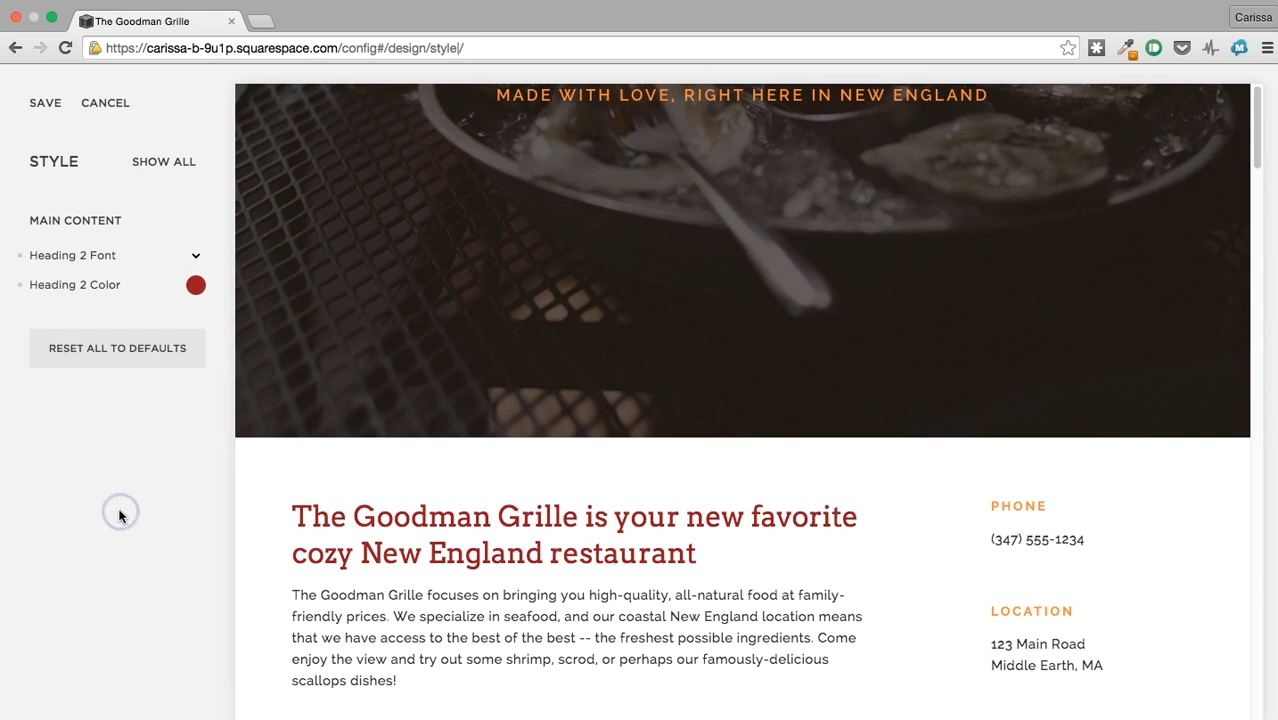 The Goodman Grille
Carissa
https://carissa-b-9u1p.squarespace.com/config#/design/style/
SAVE CANCEL
STYLE SHOW ALL
MAIN CONTENT
Heading 2 Font
Heading 2 Color
RESET ALL TO DEFAULTS
MADE WITH LOVE, RIGHT HERE IN NEW ENGLAND
The Goodman Grille is your new favorite
cozy New England restaurant
The Goodman Grille focuses on bringing you high-quality, all-natural food at family-
friendly prices. We specialize in seafood, and our coastal New England location means
that we have access to the best of the best -- the freshest possible ingredients. Come
enjoy the view and try out some shrimp, scrod, or perhaps our famously-delicious
scallops dishes!
PHONE
(347) 555-1234
LOCATION
123 Main Road
Middle Earth, MA